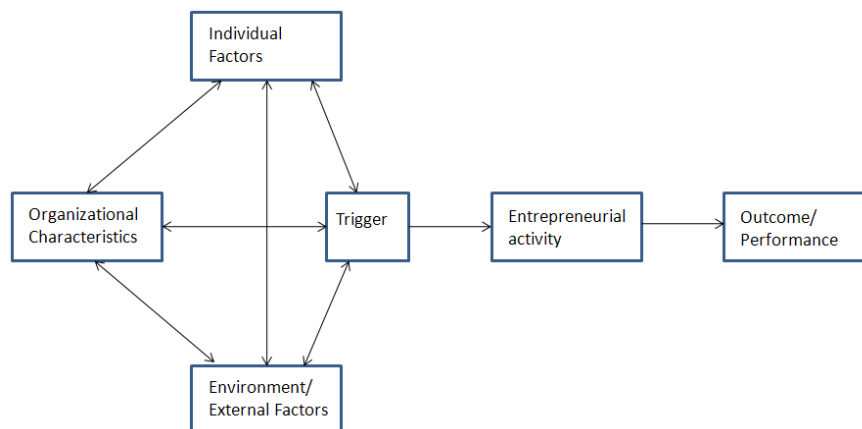 Individual
Factors
Organizational
Characteristics
Trigger
Entrepreneurial
activity
Outcome/
Performance
Environment/
External Factors